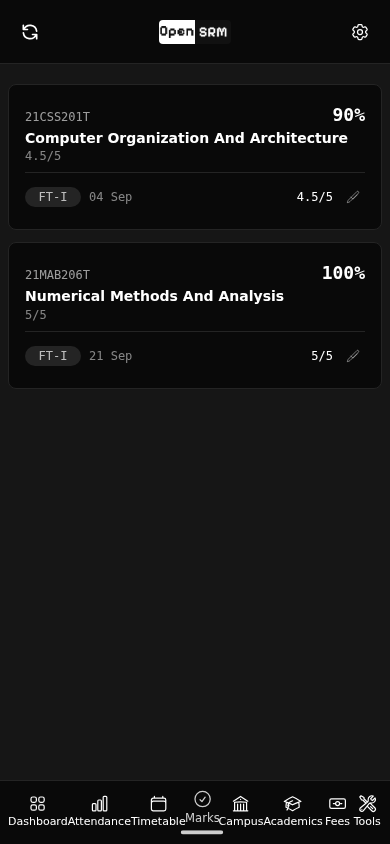 Open SRM
21CSS201T
90%
Computer Organization And Architecture
4.5/5
FT-I 04 Sep 4.5/5
21MAB206T
100%
Numerical Methods And Analysis
5/5
FT-I 21 Sep 5/5
Dashboard Attendance Timetable Marks Campus Academics Fees Tools